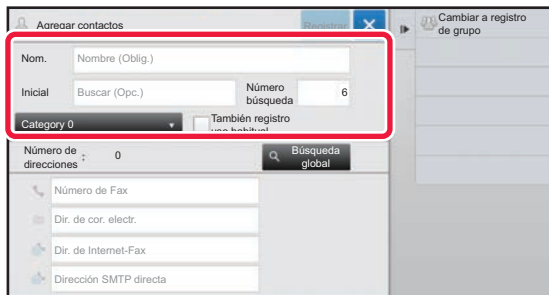 Agregar contactos
Registrar
Cambiar a registro
de grupo
Nom.
Nombre (Oblig.)
Inicial
Buscar (Opc.)
Número
búsqueda
6
Category 0
También registro
uso habitual
Número de
direcciones
:
0
Búsqueda
global
Número de Fax
Dir. de cor. electr.
Dir. de Internet-Fax
Dirección SMTP directa